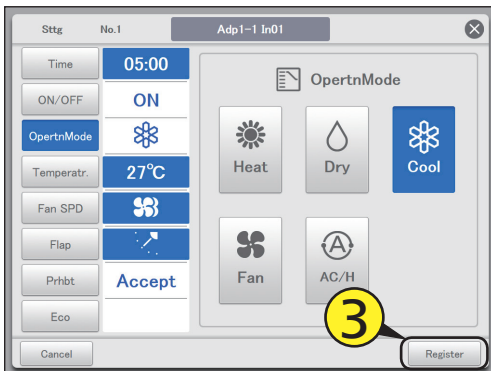 Sttg No.1 Adp1-1 In01
Time 05:00
ON/OFF ON
OpertnMode
Temperatr. 27°C
Fan SPD
Flap
Prhbt Accept
Eco
OpertnMode
Heat Dry Cool
Fan AC/H
3
Cancel Register